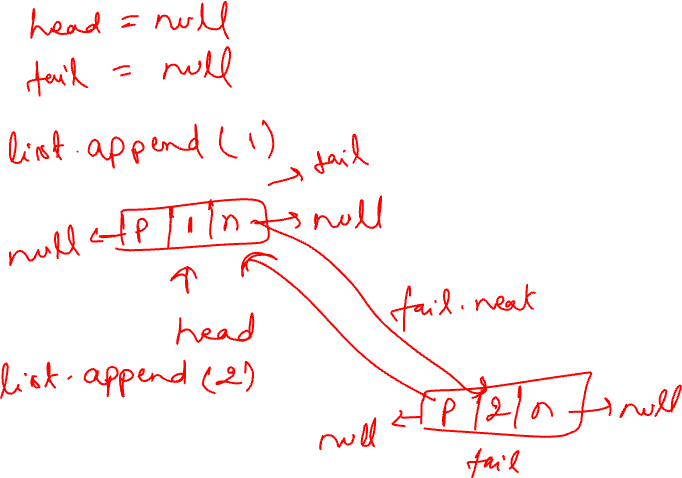 head = null
tail = null
list.append(1)
tail
null p 1 n null
head
tail.next
list.append(2)
null p 2 n null
tail